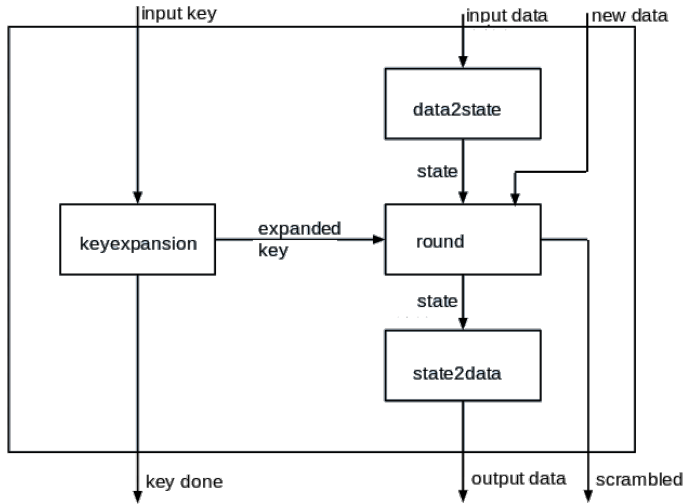 input key
input data
new data
data2state
state
keyexpansion
expanded
key
round
state
state2data
key done
output data
scrambled